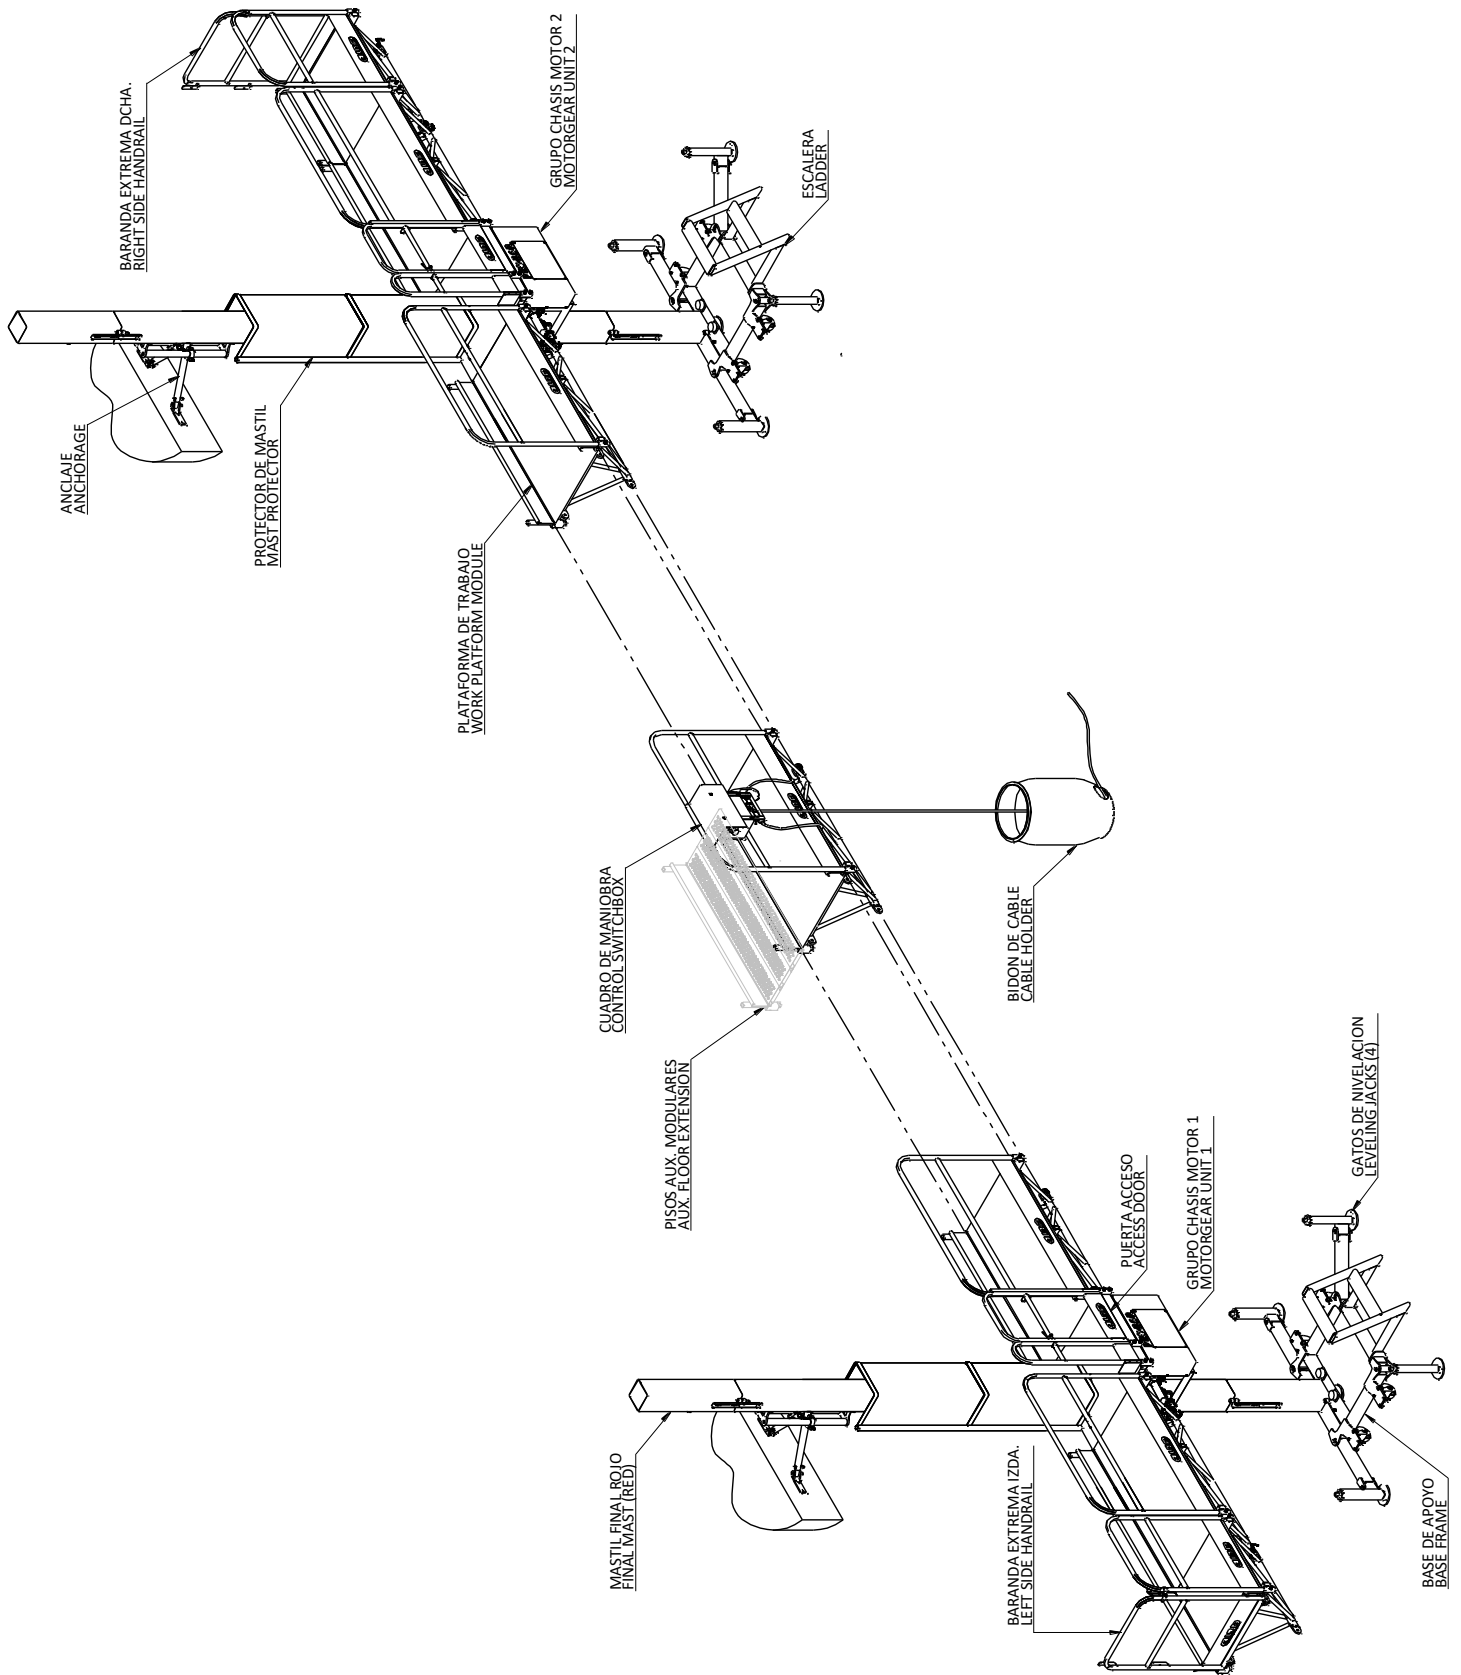 BARANDA EXTREMA DCHA.
RIGHT SIDE HANDRAIL
GRUPO CHASIS MOTOR 2
MOTORGEAR UNIT 2
ESCALERA
LADDER
ANCLAJE
ANCHORAGE
PROTECTOR DE MASTIL
MAST PROTECTOR
PLATAFORMA DE TRABAJO
WORK PLATFORM MODULE
CUADRO DE MANIOBRA
CONTROL SWITCHBOX
BIDON DE CABLE
CABLE HOLDER
PISOS AUX. MODULARES
AUX. FLOOR EXTENSION
PUERTA ACCESO
ACCESS DOOR
GRUPO CHASIS MOTOR 1
MOTORGEAR UNIT 1
GATOS DE NIVELACION
LEVELING JACKS (4)
MASTIL FINAL ROJO
FINAL MAST (RED)
BARANDA EXTREMA IZDA.
LEFT SIDE HANDRAIL
BASE DE APOYO
BASE FRAME